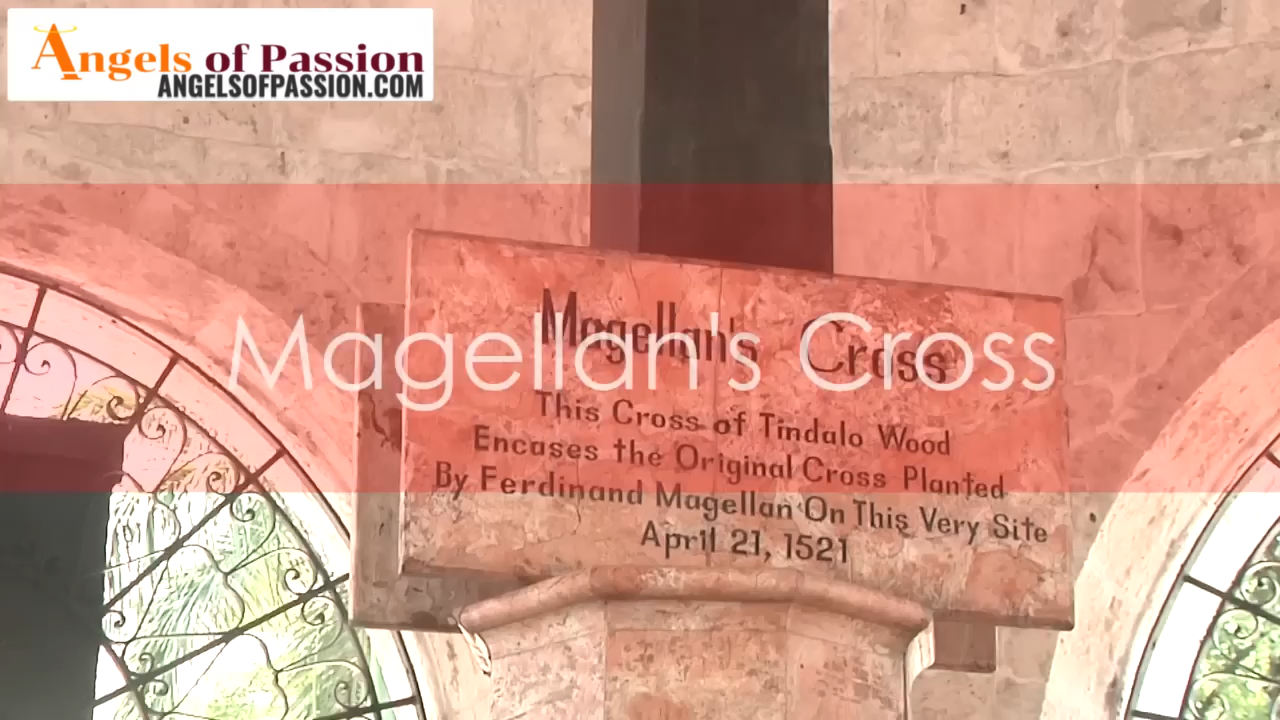 Angels of Passion
ANGELSOFPASSION.COM
Magellan's Cross
Magellan's Cross
This Cross of Tindalo Wood
Encases the Original Cross Planted
By Ferdinand Magellan On This Very Site
April 21, 1521